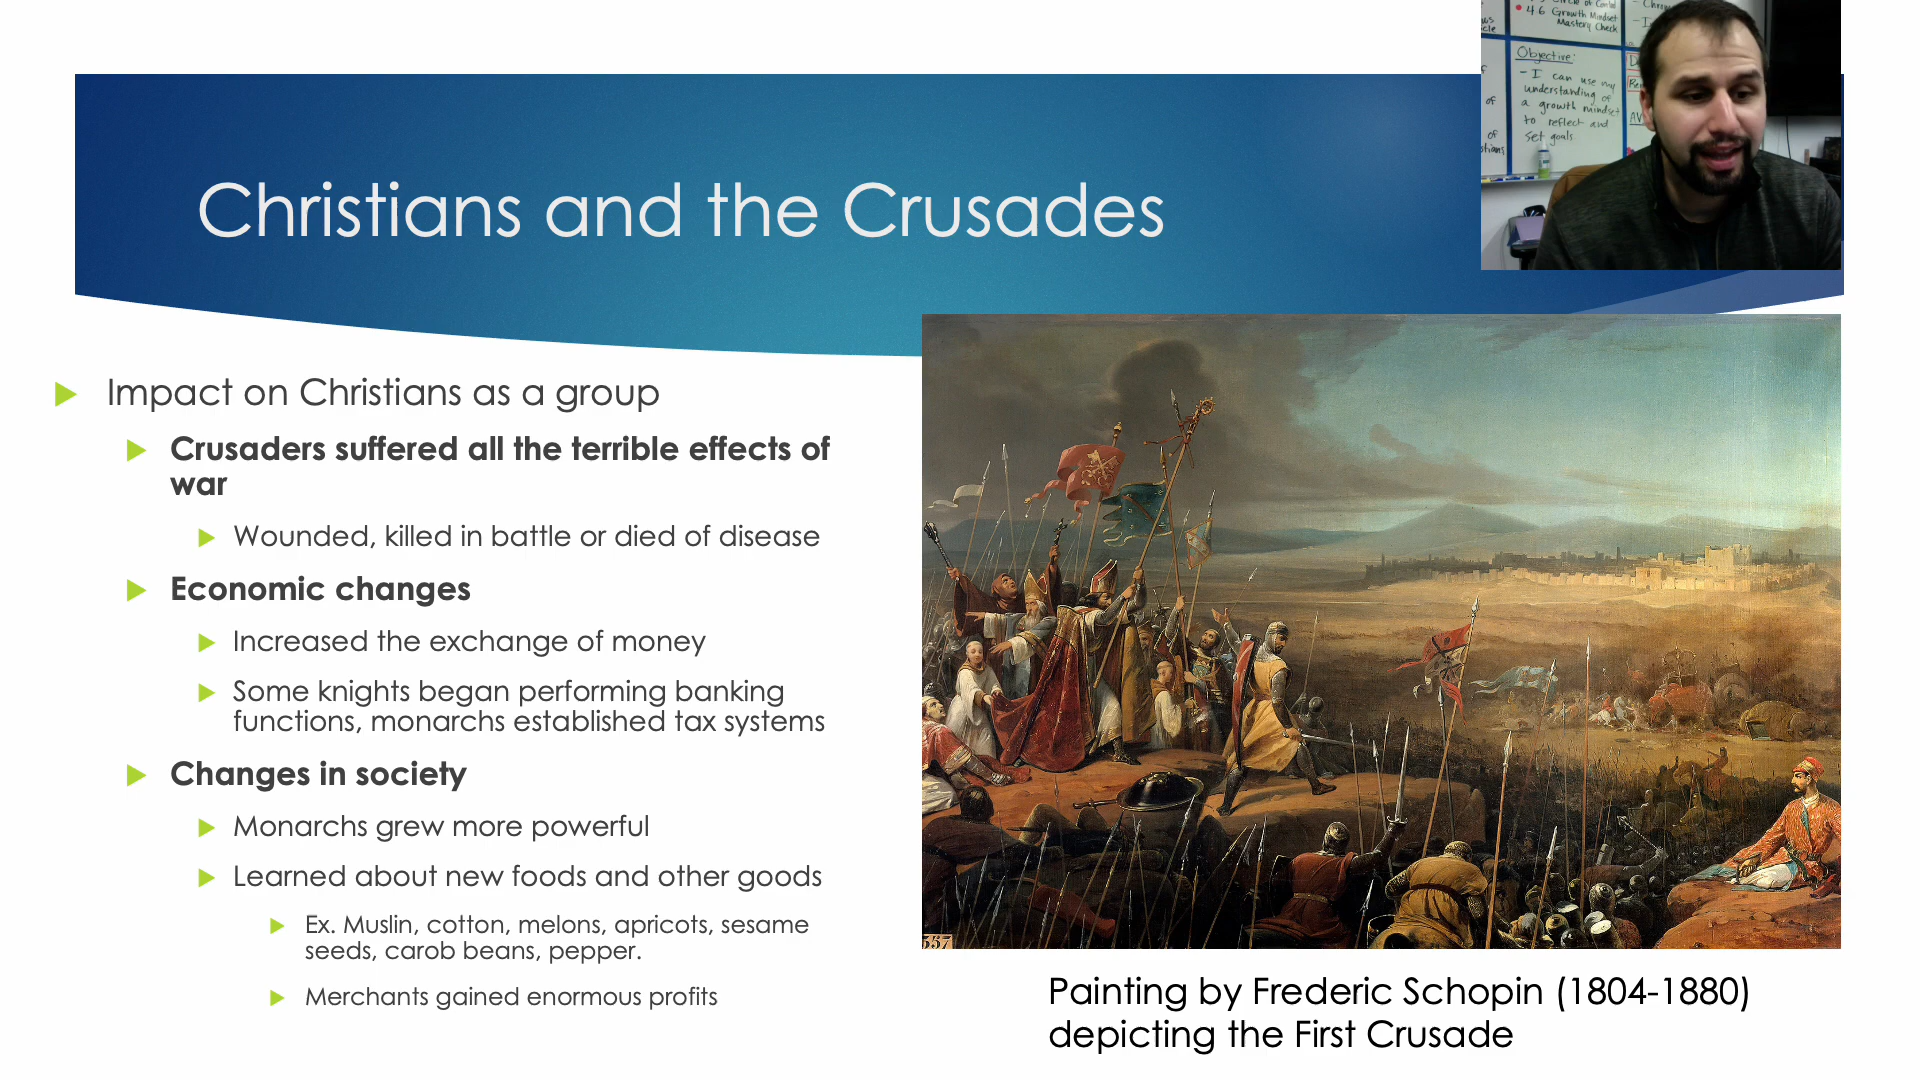 4.6 Growth Mindset
Mastery Check
Objective:
- I can use my
understanding of
a growth mindset
to reflect and
set goals
Christians and the Crusades
Impact on Christians as a group
Crusaders suffered all the terrible effects of
war
Wounded, killed in battle or died of disease
Economic changes
Increased the exchange of money
Some knights began performing banking
functions, monarchs established tax systems
Changes in society
Monarchs grew more powerful
Learned about new foods and other goods
Ex. Muslin, cotton, melons, apricots, sesame
seeds, carob beans, pepper.
Merchants gained enormous profits
357
Painting by Frederic Schopin (1804-1880)
depicting the First Crusade